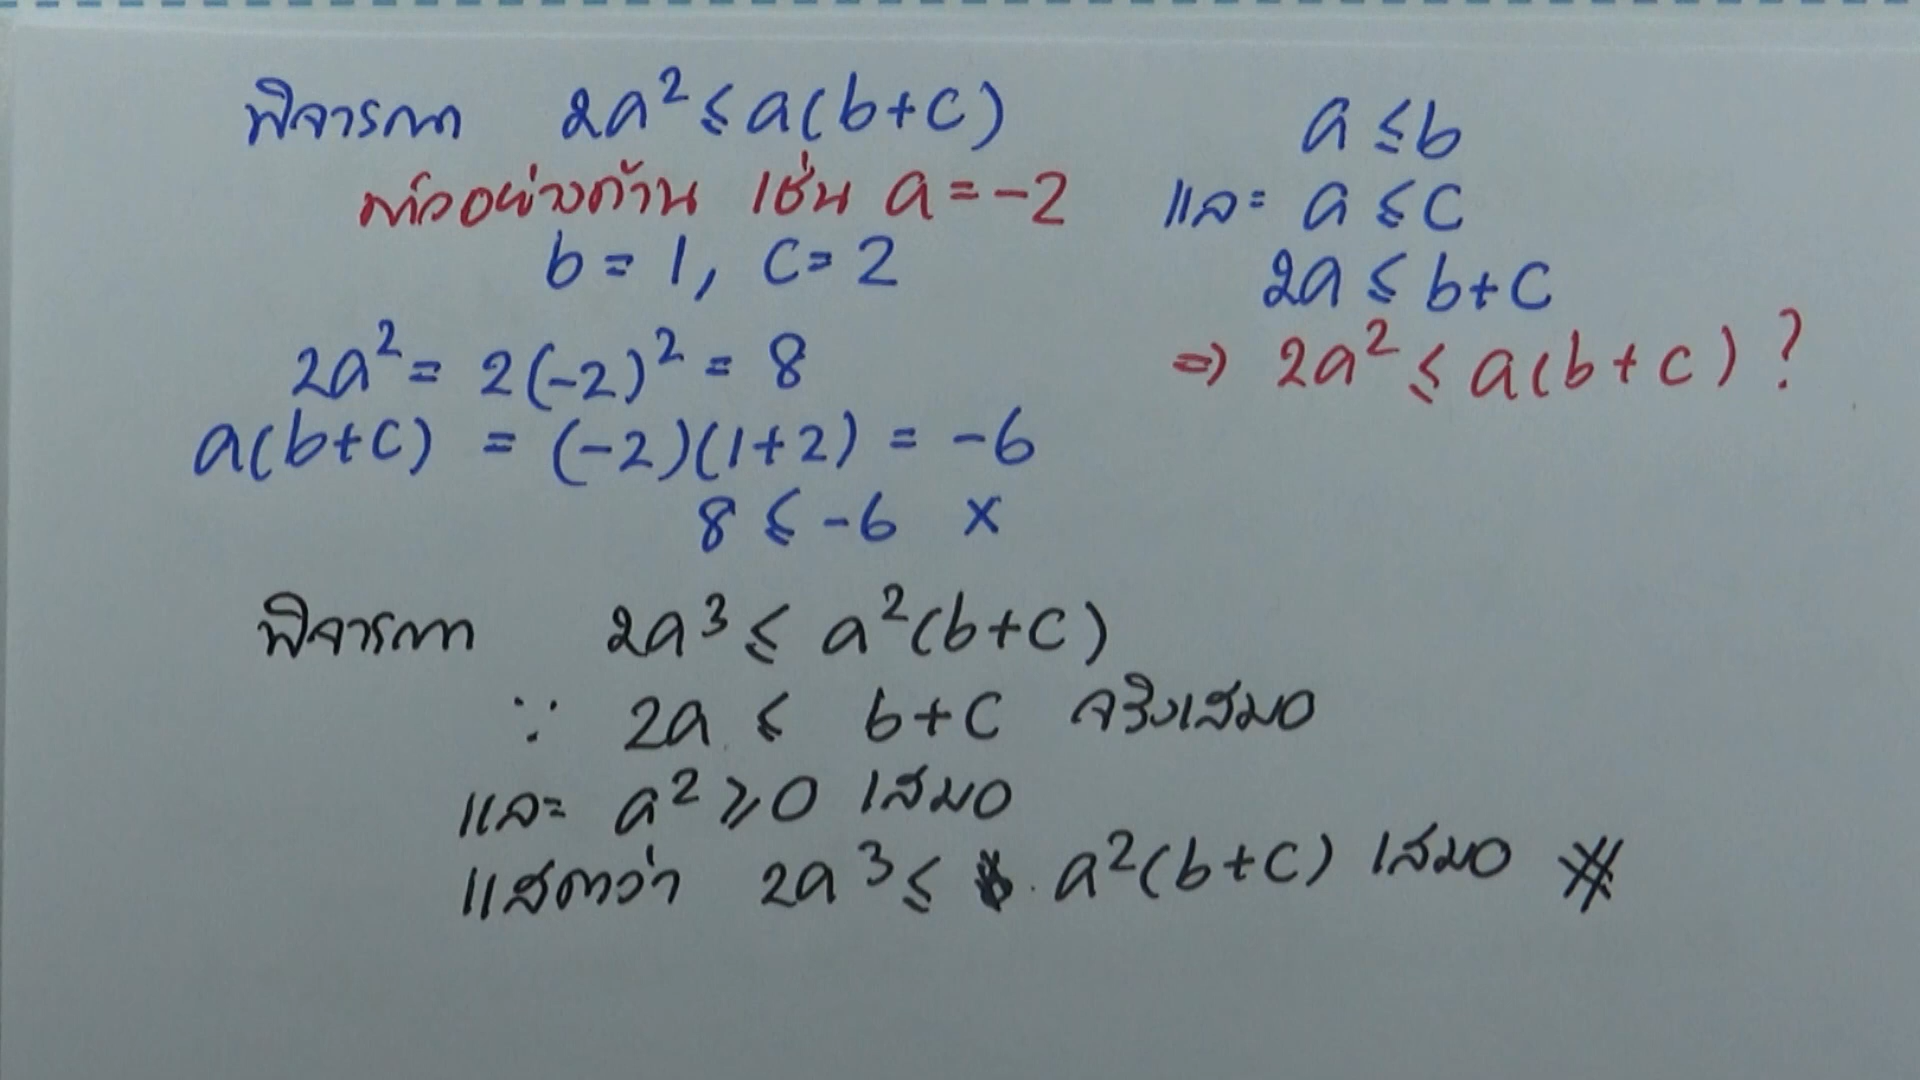 พิจารณา 2a² ≤ a(b+c)
ตัวอย่างค้าน เช่น a = -2
b = 1, c = 2
2a² = 2(-2)² = 8
a(b+c) = (-2)(1+2) = -6
8 ≤ -6 ×
a ≤ b
และ a ≤ c
2a ≤ b+c
⇒ 2a² ≤ a(b+c) ?
พิจารณา 2a³ ≤ a²(b+c)
∵ 2a ≤ b+c จริงเสมอ
และ a² ≥ 0 เสมอ
แสดงว่า 2a³ ≤ a²(b+c) เสมอ #